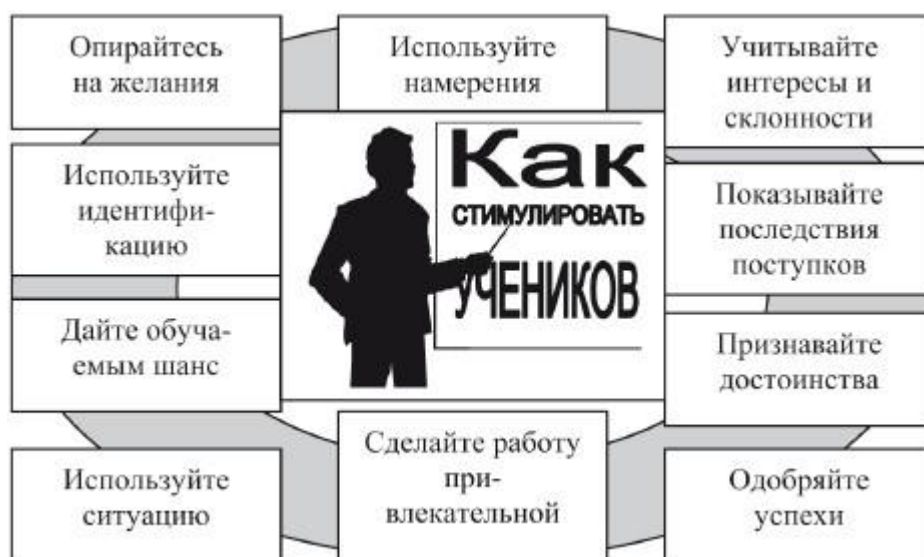 Опирайтесь
на желания
Используйте
намерения
Учитывайте
интересы и
склонности
Используйте
идентифи-
кацию
Как
СТИМУЛИРОВАТЬ
УЧЕНИКОВ
Показывайте
последствия
поступков
Дайте обуча-
емым шанс
Признавайте
достоинства
Используйте
ситуацию
Сделайте работу
при-
влекательной
Одобряйте
успехи